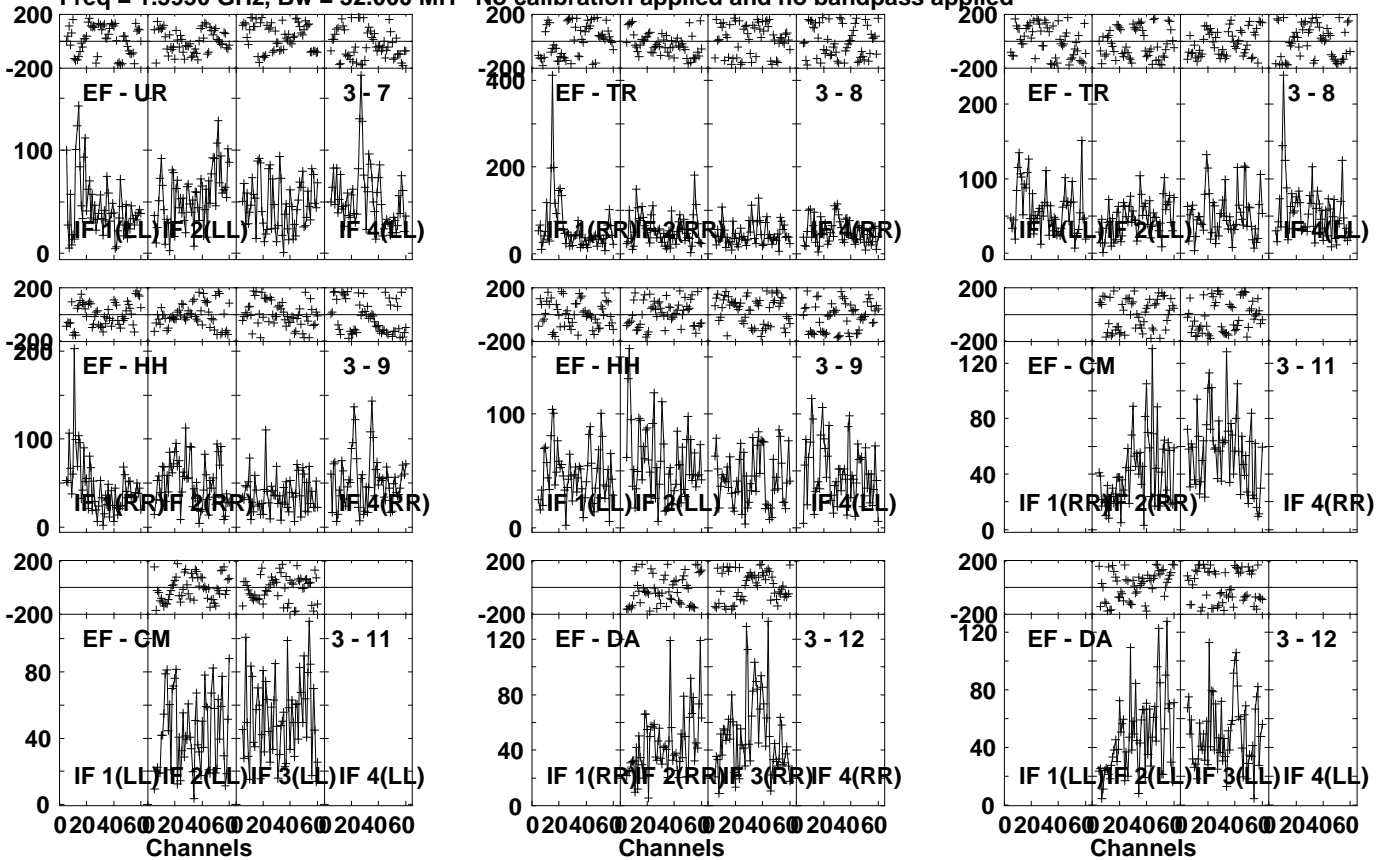 Freq = 1.5950 GHz, Bw = 32.000 MH No calibration applied and no bandpass applied
200
-200
EF - UR 3 - 7
100
0
IF 1(LL) IF 2(LL) IF 4(LL)
200
-200
400
EF - TR 3 - 8
200
0
IF 1(RR) IF 2(RR) IF 4(RR)
200
-200
EF - TR 3 - 8
200
100
0
IF 1(LL) IF 2(LL) IF 4(LL)
200
-200
200
EF - HH 3 - 9
100
0
IF 1(RR) IF 2(RR) IF 4(RR)
200
-200
EF - HH 3 - 9
100
0
IF 1(LL) IF 2(LL) IF 4(LL)
200
-200
EF - CM 3 - 11
120
80
40
0
IF 1(RR) IF 2(RR) IF 4(RR)
200
-200
EF - CM 3 - 11
80
40
0
IF 1(LL) IF 2(LL) IF 3(LL) IF 4(LL)
0 20 40 60 0 20 40 60 0 20 40 60 0 20 40 60
Channels
200
-200
EF - DA 3 - 12
120
80
40
0
IF 1(RR) IF 2(RR) IF 3(RR) IF 4(RR)
0 20 40 60 0 20 40 60 0 20 40 60 0 20 40 60
Channels
200
-200
EF - DA 3 - 12
120
80
40
0
IF 1(LL) IF 2(LL) IF 3(LL) IF 4(LL)
0 20 40 60 0 20 40 60 0 20 40 60 0 20 40 60
Channels